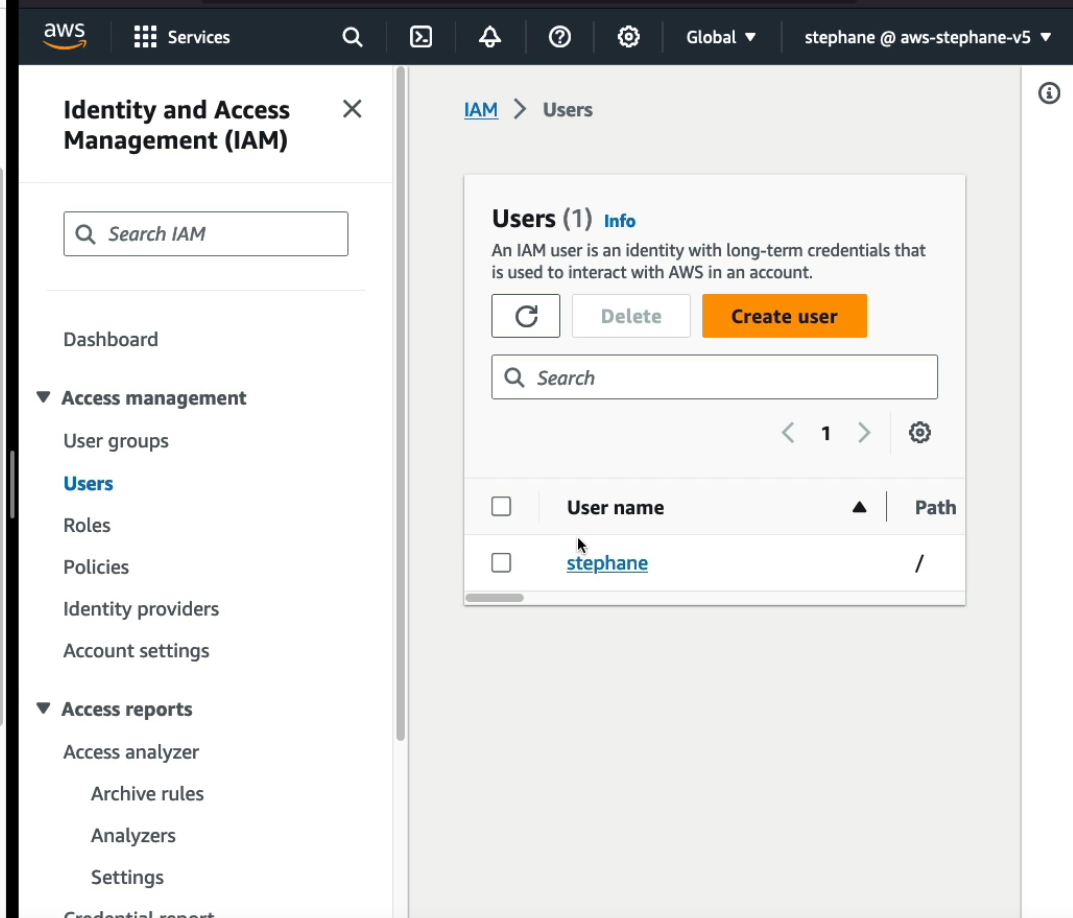 aws
Services
Global
stephane @ aws-stephane-v5
Identity and Access
Management (IAM)
Search IAM
Dashboard
Access management
User groups
Users
Roles
Policies
Identity providers
Account settings
Access reports
Access analyzer
Archive rules
Analyzers
Settings
Credential report
IAM > Users
Users (1) Info
An IAM user is an identity with long-term credentials that
is used to interact with AWS in an account.
Delete
Create user
Search
1
User name
Path
stephane
/